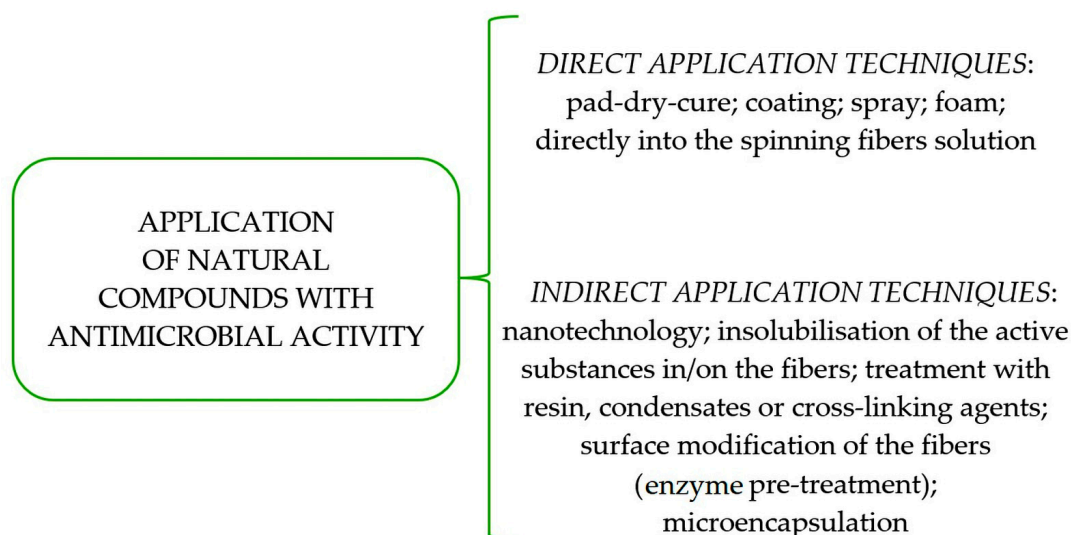 APPLICATION
OF NATURAL
COMPOUNDS WITH
ANTIMICROBIAL ACTIVITY
DIRECT APPLICATION TECHNIQUES:
pad-dry-cure; coating; spray; foam;
directly into the spinning fibers solution
INDIRECT APPLICATION TECHNIQUES:
nanotechnology; insolubilisation of the active
substances in/on the fibers; treatment with
resin, condensates or cross-linking agents;
surface modification of the fibers
(enzyme pre-treatment);
microencapsulation